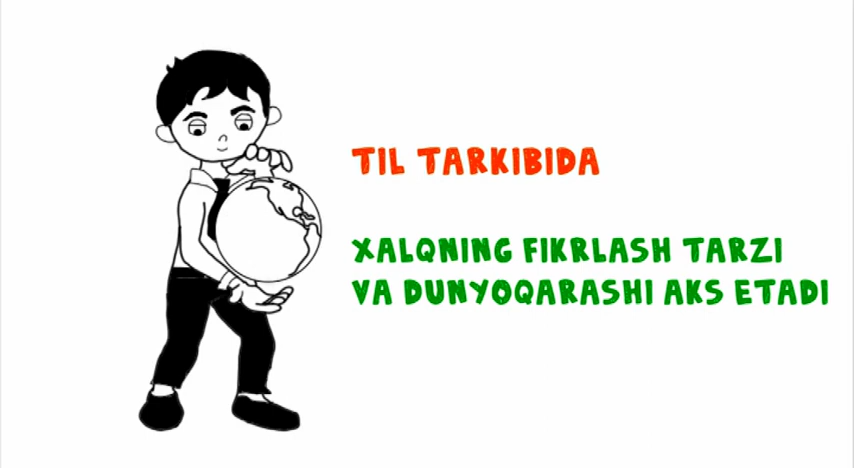 TIL TARKIBIDA
XALQNING FIKRLASH TARZI
VA DUNYOQARASHI AKS ETADI